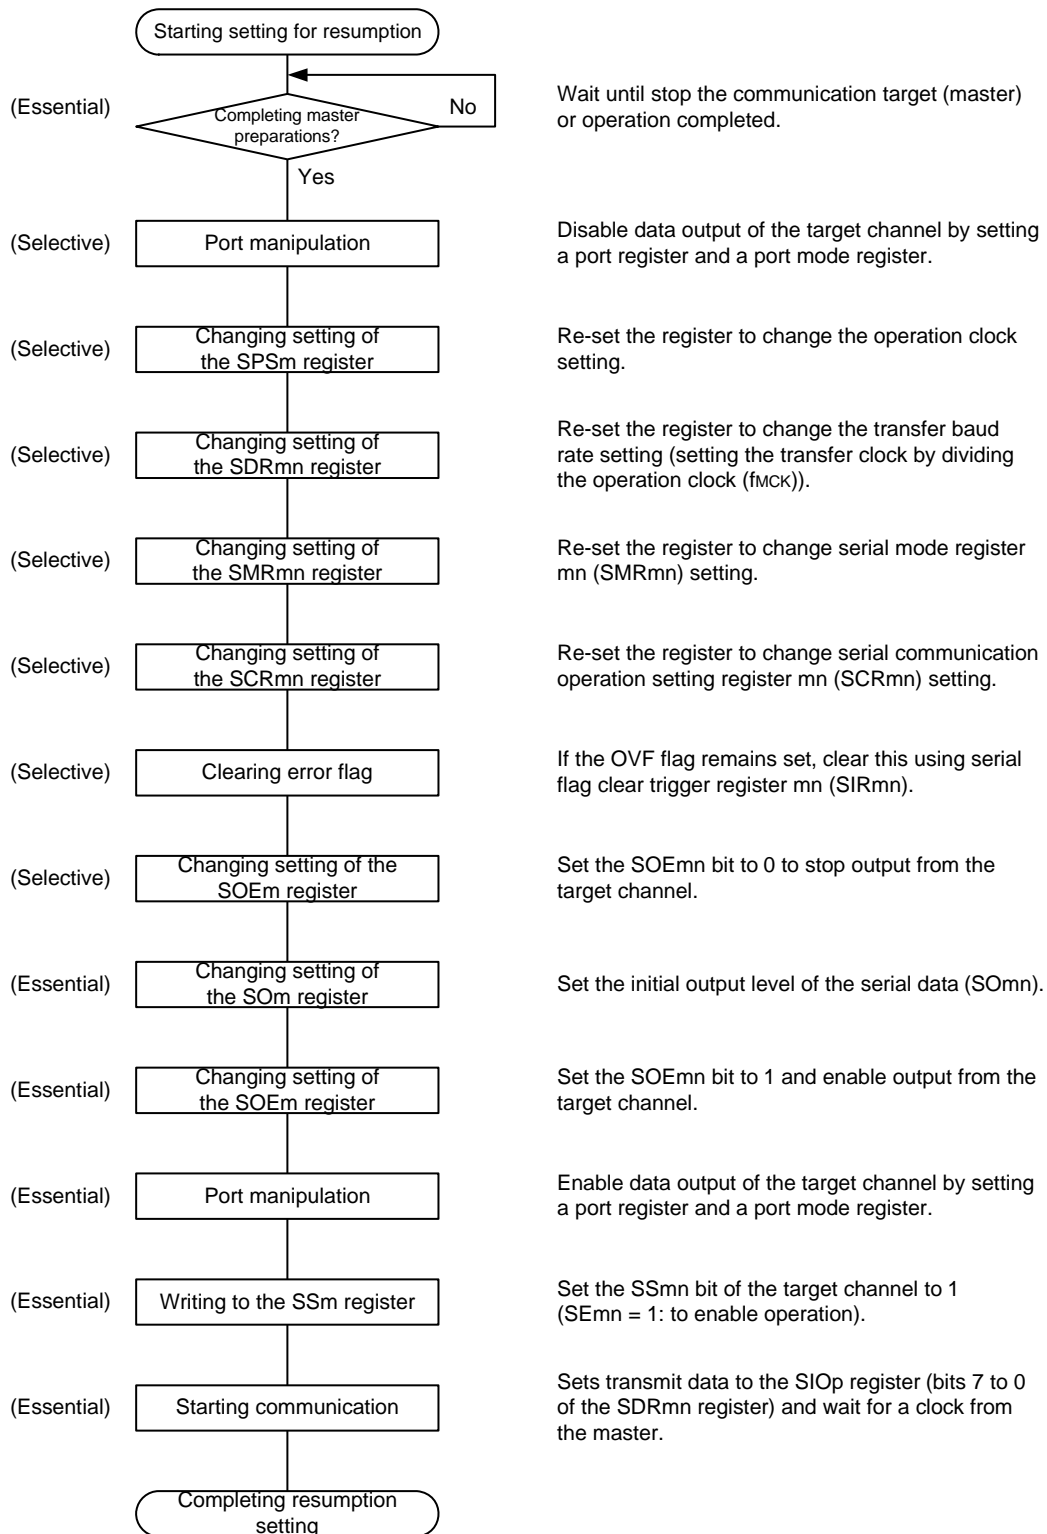 Starting setting for resumption
(Essential)
Completing master
preparations?
No
Wait until stop the communication target (master)
or operation completed.
Yes
(Selective)
Port manipulation
Disable data output of the target channel by setting
a port register and a port mode register.
(Selective)
Changing setting of
the SPSm register
Re-set the register to change the operation clock
setting.
(Selective)
Changing setting of
the SDRmn register
Re-set the register to change the transfer baud
rate setting (setting the transfer clock by dividing
the operation clock (fMCK)).
(Selective)
Changing setting of
the SMRmn register
Re-set the register to change serial mode register
mn (SMRmn) setting.
(Selective)
Changing setting of
the SCRmn register
Re-set the register to change serial communication
operation setting register mn (SCRmn) setting.
(Selective)
Clearing error flag
If the OVF flag remains set, clear this using serial
flag clear trigger register mn (SIRmn).
(Selective)
Changing setting of the
SOEm register
Set the SOEmn bit to 0 to stop output from the
target channel.
(Essential)
Changing setting of
the SOm register
Set the initial output level of the serial data (SOmn).
(Essential)
Changing setting of
the SOEm register
Set the SOEmn bit to 1 and enable output from the
target channel.
(Essential)
Port manipulation
Enable data output of the target channel by setting
a port register and a port mode register.
(Essential)
Writing to the SSm register
Set the SSmn bit of the target channel to 1
(SEmn = 1: to enable operation).
(Essential)
Starting communication
Sets transmit data to the SIOp register (bits 7 to 0
of the SDRmn register) and wait for a clock from
the master.
Completing resumption
setting